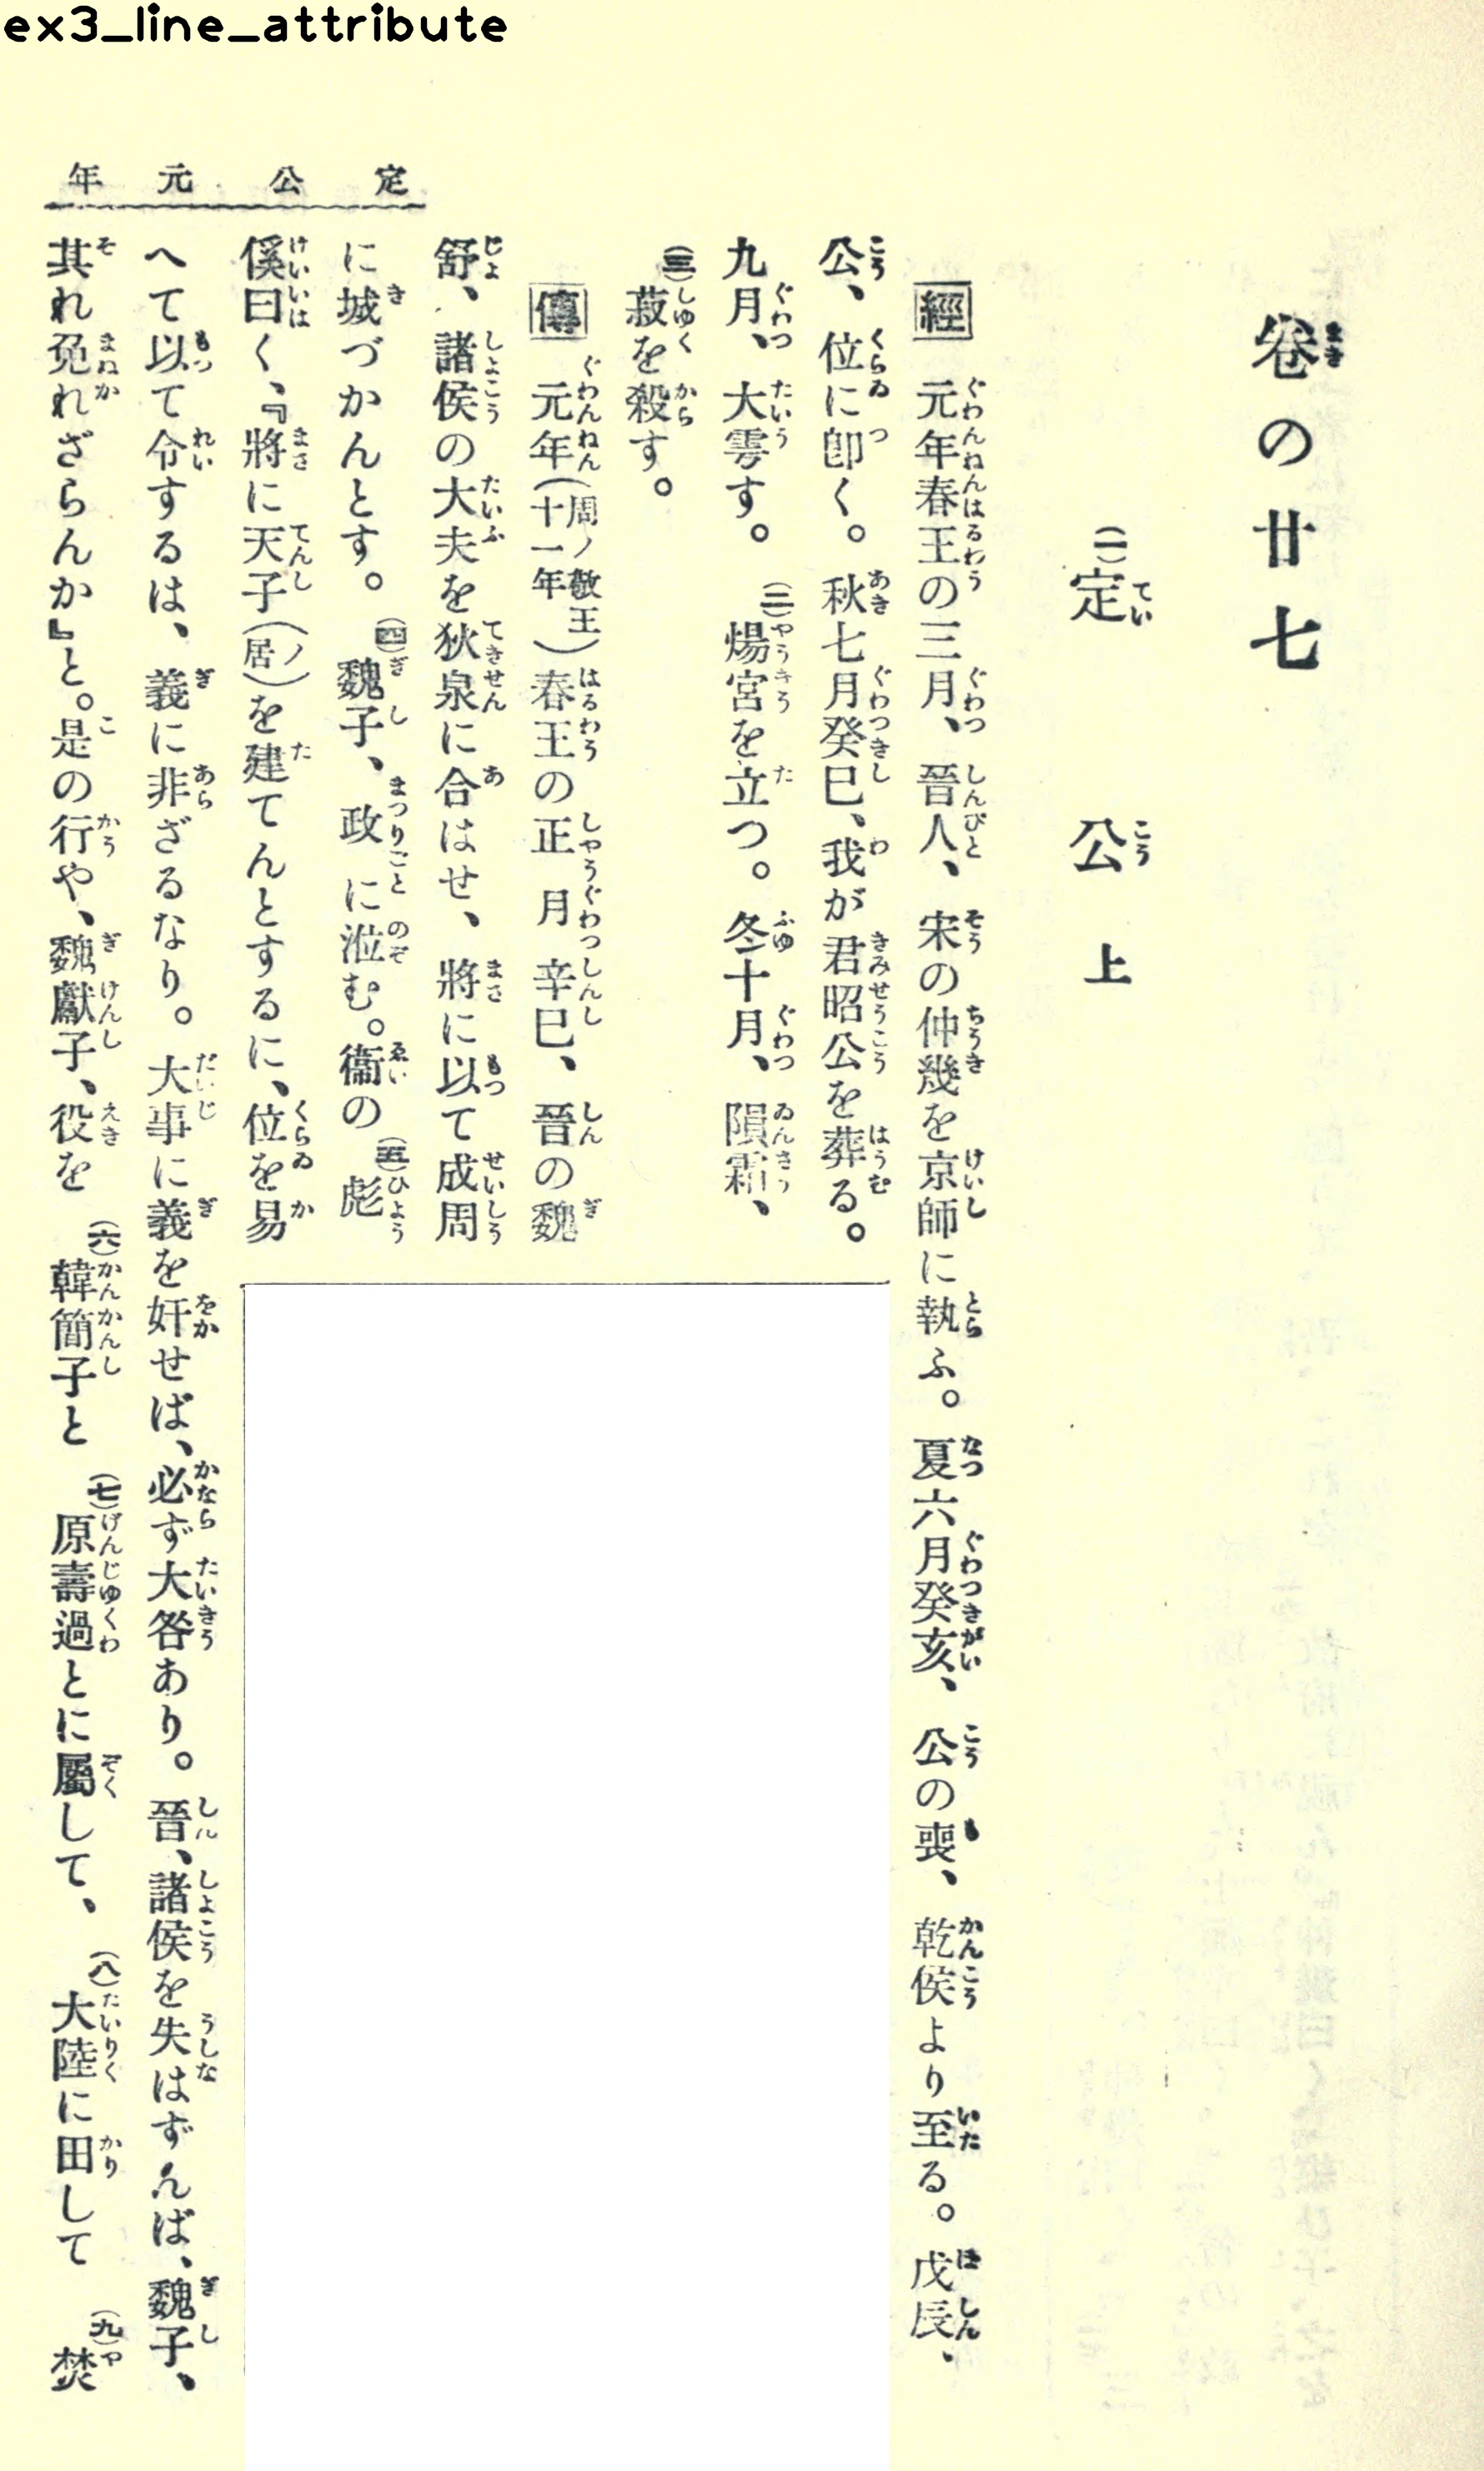 ex3_line_attribute
卷の廿七
(一)定公上
經 元年春王の三月、晉人、宋の仲幾を京師に執ふ。夏六月癸亥、公の喪、乾侯より至る。戊辰、
公、位に卽く。秋七月癸巳、我が君昭公を葬る。
九月、大雩す。(二)煬宮を立つ。冬十月、隕霜、
(三)菽を殺す。
傳 元年(周ノ敬王十一年)春王の正月辛巳、晉の魏
舒、諸侯の大夫を狄泉に合はせ、將に以て成周
に城づかんとす。(四)魏子、政に涖む。衞の(五)彪
傒曰く、『將に天子(ノ居)を建てんとするに、位を易
へて以て令するは、義に非ざるなり。大事に義を奸せば、必ず大咎あり。晉、諸侯を失はずんば、魏子、
其れ免れざらんか』と。是の行や、魏獻子、役を(六)韓簡子と(七)原壽過とに屬して、(八)大陸に田して(九)焚
定公元年